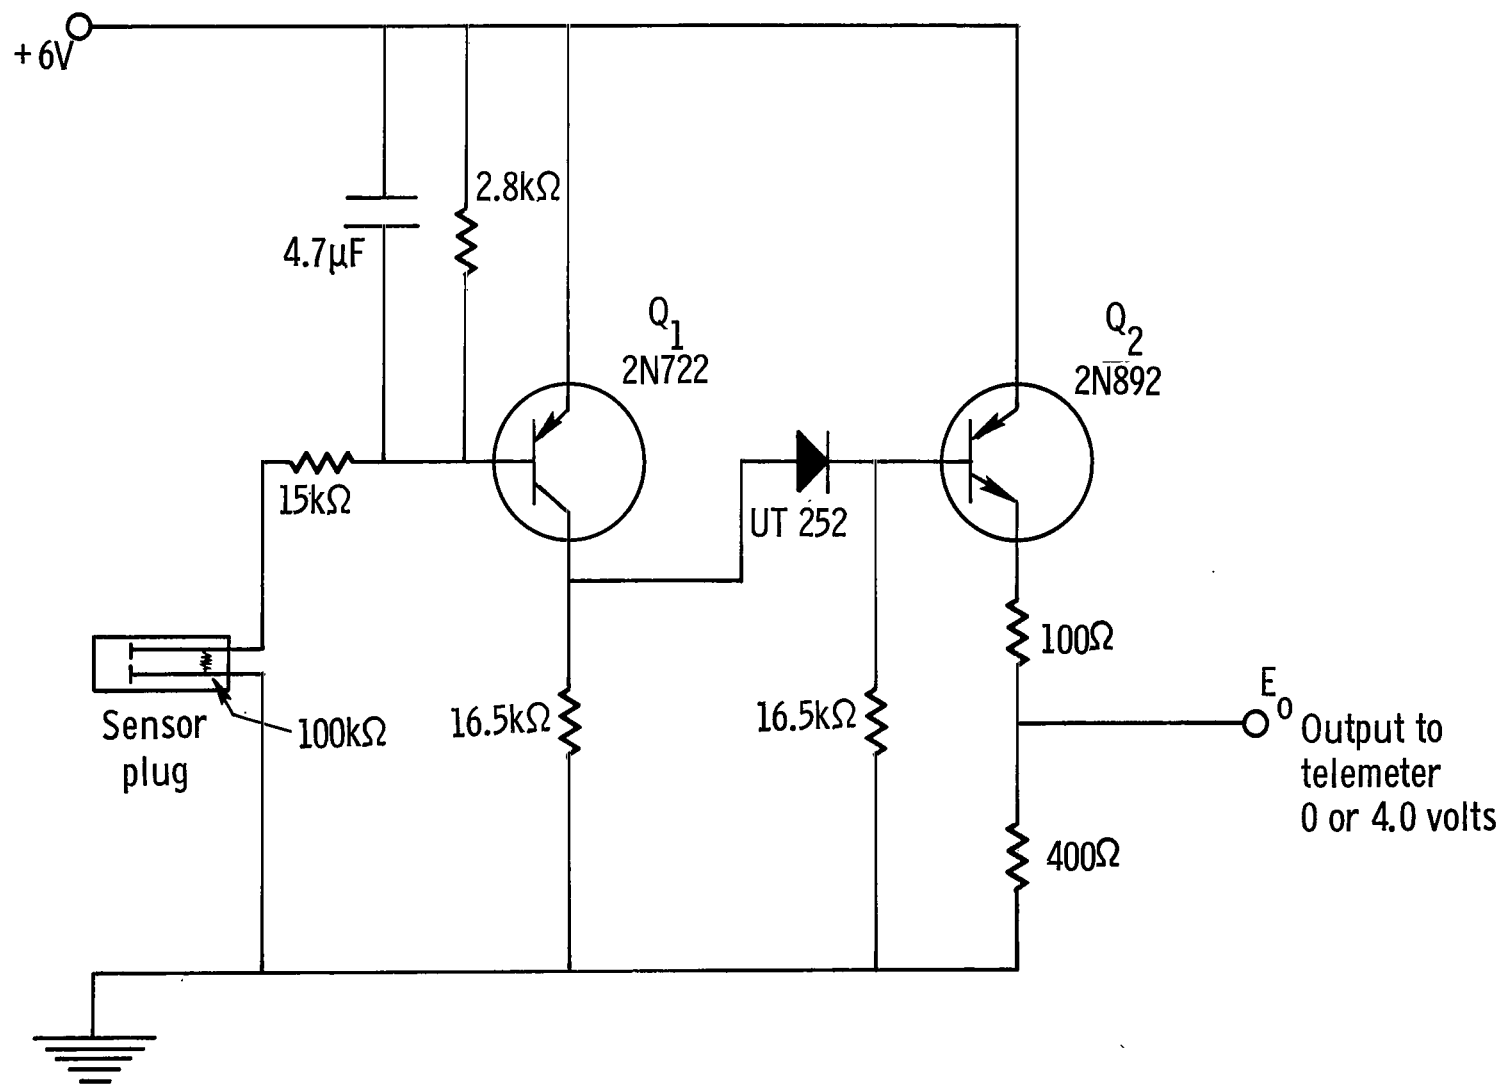 + 6V
2.8kΩ
4.7μF
Q1
2N722
Q2
2N892
15kΩ
UT 252
100Ω
Sensor
plug
100kΩ
16.5kΩ
16.5kΩ
Eo
Output to
telemeter
0 or 4.0 volts
400Ω